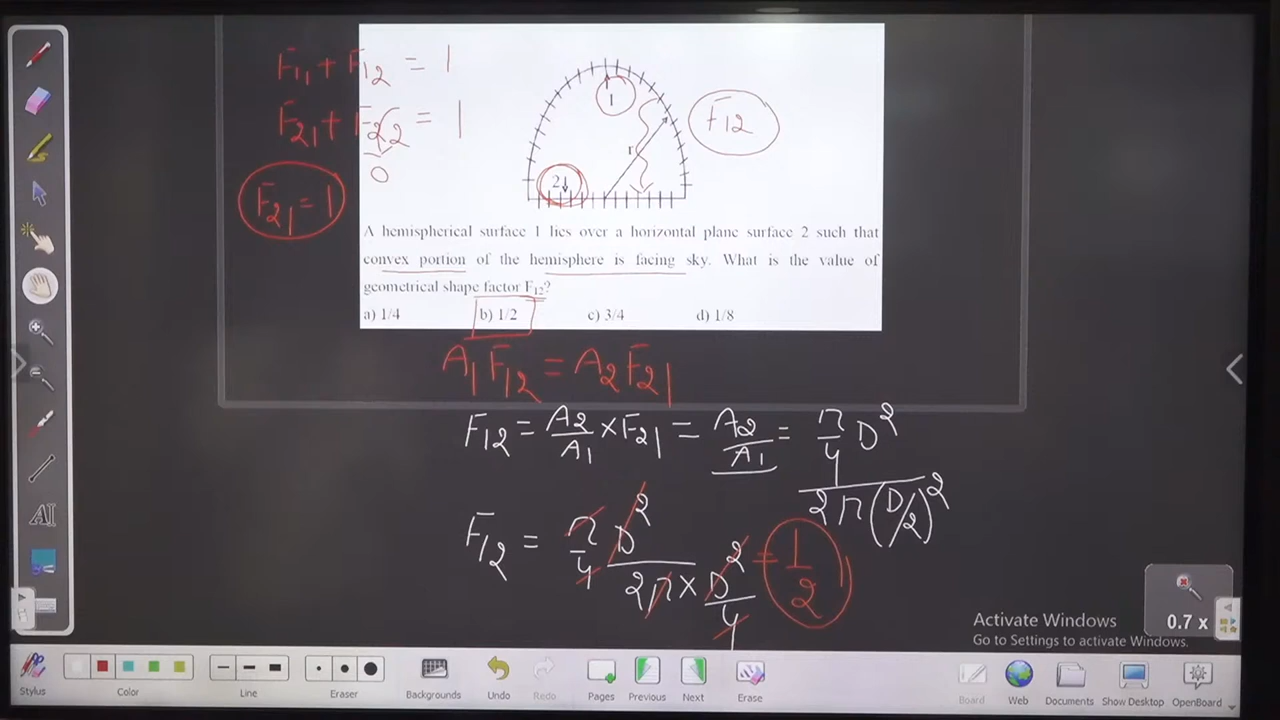 F11 + F12 = 1
F21 + F22 = 1
0
F21 = 1
1
r
2
F12
A hemispherical surface 1 lies over a horizontal plane surface 2 such that
convex portion of the hemisphere is facing sky. What is the value of
geometrical shape factor F12?
a) 1/4 b) 1/2 c) 3/4 d) 1/8
A1 F12 = A2 F21
F12 = A2/A1 × F21 = A2/A1 = π/4 D² / 2π(D/2)²
F12 = π/4 D² / 2π × D²/4 = 1/2
Activate Windows
Go to Settings to activate Windows.
0.7 x
Stylus Color Line Eraser Backgrounds Undo Redo Pages Previous Next Erase Board Web Documents Show Desktop OpenBoard